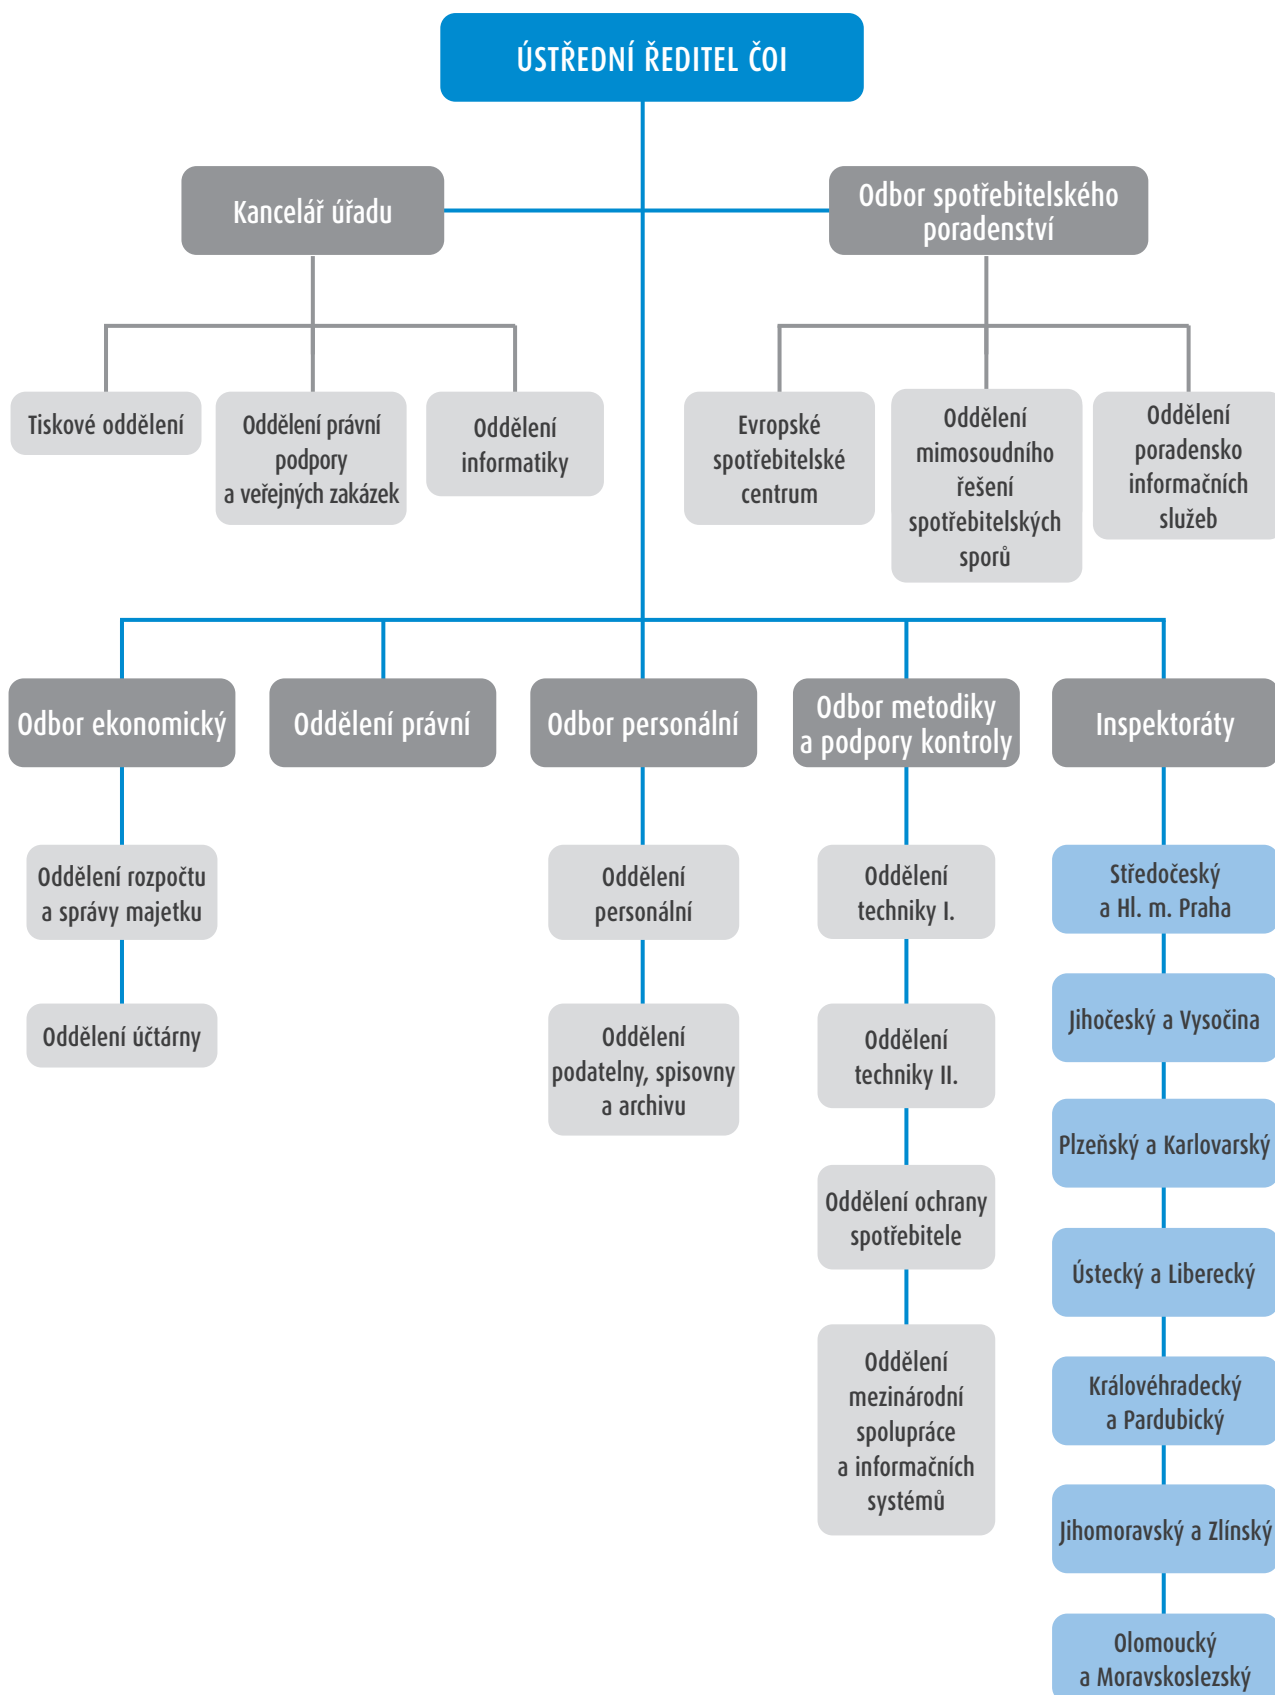 ÚSTŘEDNÍ ŘEDITEL ČOI
Kancelář úřadu
Odbor spotřebitelského
poradenství
Tiskové oddělení
Oddělení právní
podpory
a veřejných zakázek
Oddělení
informatiky
Evropské
spotřebitelské
centrum
Oddělení
mimosoudního
řešení
spotřebitelských
sporů
Oddělení
poradensko
informačních
služeb
Odbor ekonomický
Oddělení právní
Odbor personální
Odbor metodiky
a podpory kontroly
Inspektoráty
Oddělení rozpočtu
a správy majetku
Oddělení účtárny
Oddělení
personální
Oddělení
podatelny, spisovny
a archivu
Oddělení
techniky I.
Oddělení
techniky II.
Oddělení ochrany
spotřebitele
Oddělení
mezinárodní
spolupráce
a informačních
systémů
Středočeský
a Hl. m. Praha
Jihočeský a Vysočina
Plzeňský a Karlovarský
Ústecký a Liberecký
Královéhradecký
a Pardubický
Jihomoravský a Zlínský
Olomoucký
a Moravskoslezský